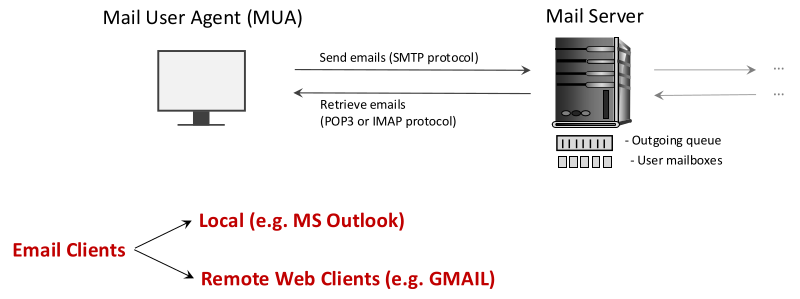 Mail User Agent (MUA)
Mail Server
Send emails (SMTP protocol)
...
Retrieve emails
(POP3 or IMAP protocol)
...
- Outgoing queue
- User mailboxes
Local (e.g. MS Outlook)
Email Clients
Remote Web Clients (e.g. GMAIL)